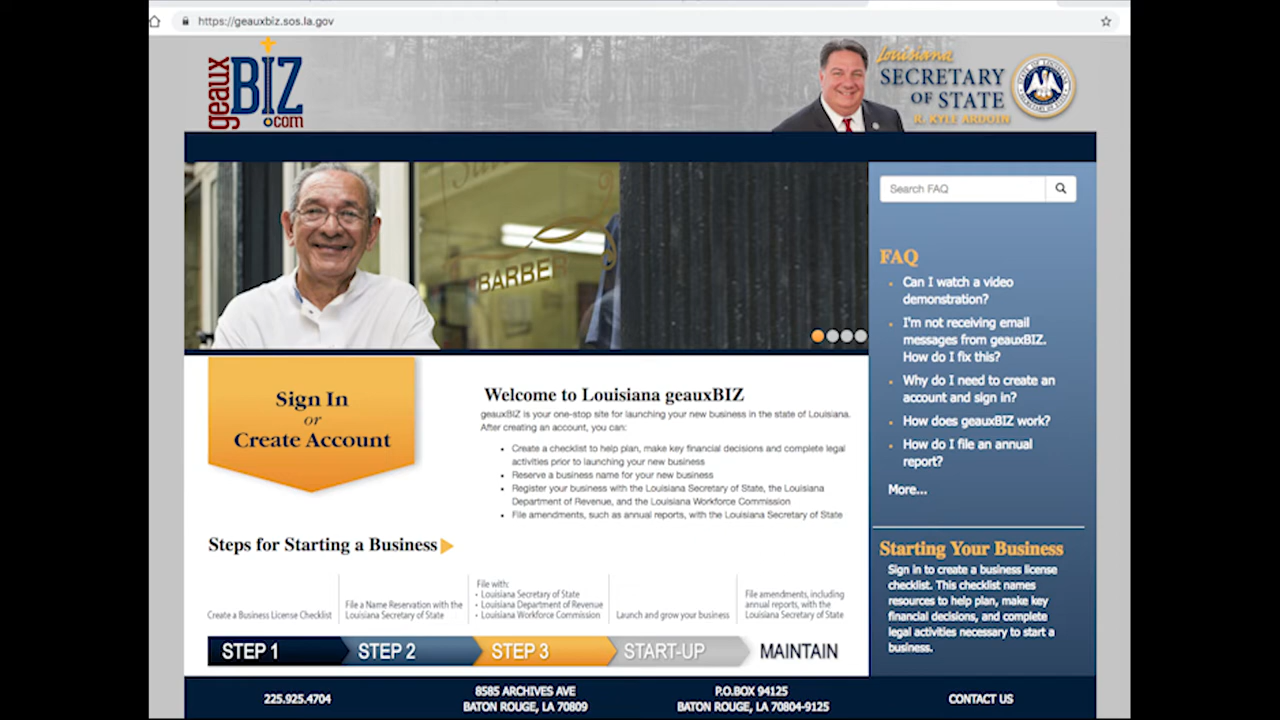 https://geauxbiz.sos.la.gov
geaux
BIZ
.com
Louisiana
SECRETARY
OF STATE
R. KYLE ARDOIN
BARBER
Search FAQ
FAQ
Can I watch a video
demonstration?
I'm not receiving email
messages from geauxBIZ.
How do I fix this?
Why do I need to create an
account and sign in?
How does geauxBIZ work?
How do I file an annual
report?
More...
Sign In
or
Create Account
Welcome to Louisiana geauxBIZ
geauxBIZ is your one-stop site for launching your new business in the state of Louisiana.
After creating an account, you can:
• Create a checklist to help plan, make key financial decisions and complete legal
activities prior to launching your new business
• Reserve a business name for your new business
• Register your business with the Louisiana Secretary of State, the Louisiana
Department of Revenue, and the Louisiana Workforce Commission
• File amendments, such as annual reports, with the Louisiana Secretary of State
Starting Your Business
Sign in to create a business license
checklist. This checklist names
resources to help plan, make key
financial decisions, and complete
legal activities necessary to start a
business.
Steps for Starting a Business
Create a Business License Checklist
File a Name Reservation with the
Louisiana Secretary of State
File with:
• Louisiana Secretary of State
• Louisiana Department of Revenue
• Louisiana Workforce Commission
Launch and grow your business
File amendments, including
annual reports, with the
Louisiana Secretary of State
STEP 1
STEP 2
STEP 3
START-UP
MAINTAIN
225.925.4704
8585 ARCHIVES AVE
BATON ROUGE, LA 70809
P.O.BOX 94125
BATON ROUGE, LA 70804-9125
CONTACT US